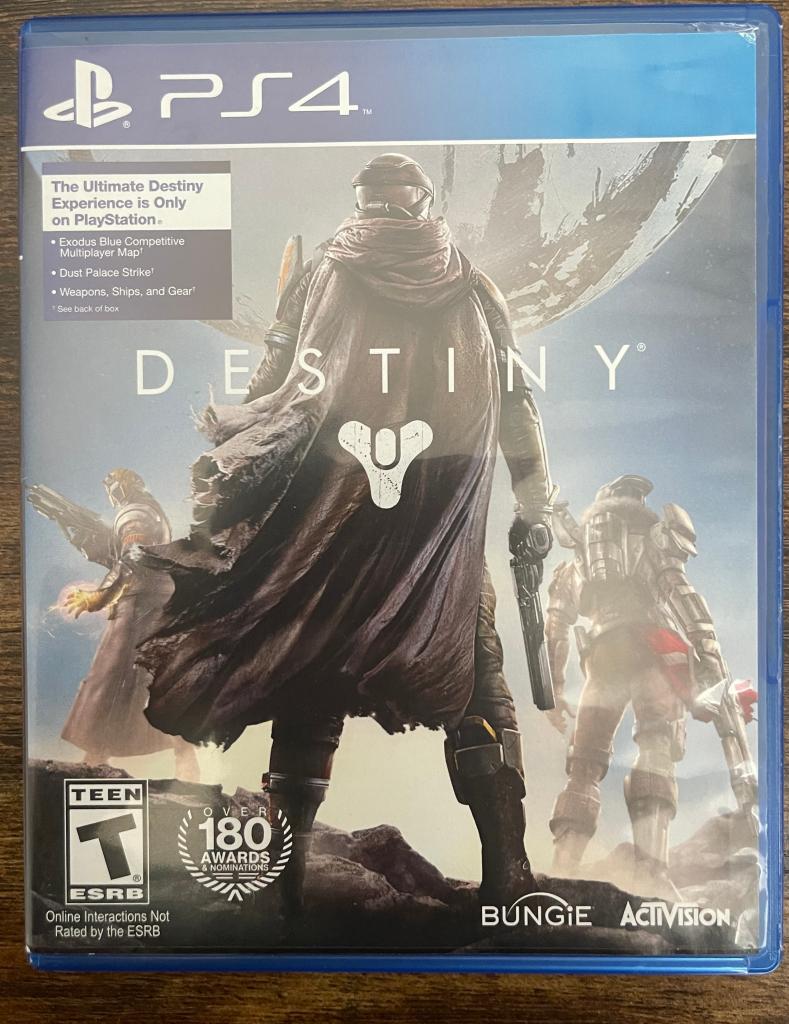 PS4™
The Ultimate Destiny
Experience is Only
on PlayStation®
• Exodus Blue Competitive
Multiplayer Map†
• Dust Palace Strike†
• Weapons, Ships, and Gear†
† See back of box
DESTINY®
TEEN
T
ESRB
OVER
180
AWARDS
& NOMINATIONS
Online Interactions Not
Rated by the ESRB
BUNGiE
ACTIVISION